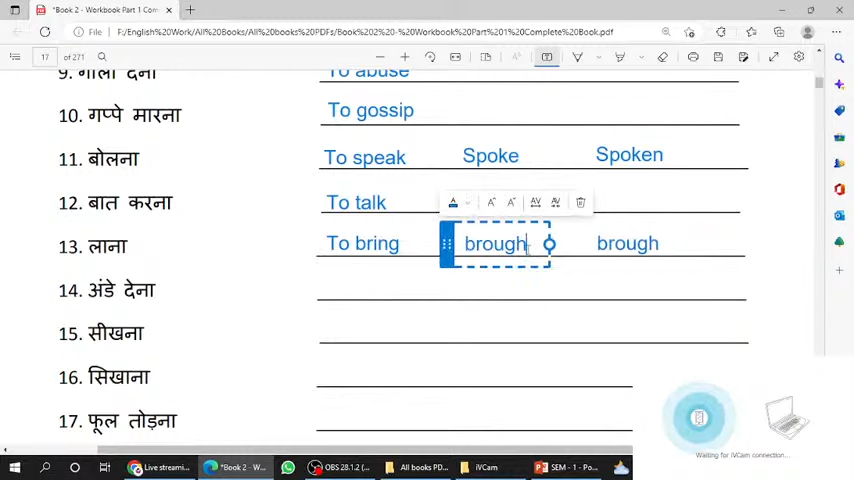 *Book 2 - Workbook Part 1 Com
File F:/English%20Work/All%20Books/All%20books%20PDFs/Book%202%20-%20Workbook%20Part%201%20Complete%20Book.pdf
17 of 271
9. गाली देना To abuse
10. गप्पे मारना To gossip
11. बोलना To speak Spoke Spoken
12. बात करना To talk
13. लाना To bring brough brough
14. अंडे देना
15. सीखना
16. सिखाना
17. फूल तोड़ना
Waiting for iVCam connection...
Live streami... *Book 2 - W... OBS 28.1.2 (... All books PD... iVCam SEM - 1 - Po...